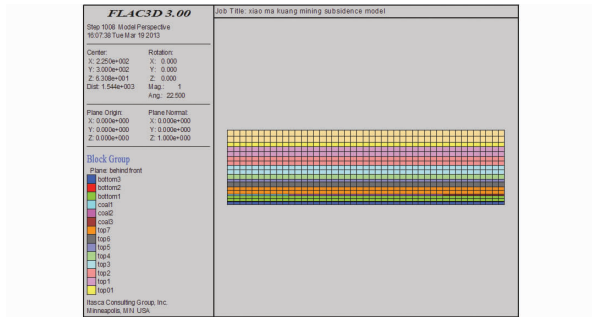 FLAC3D 3.00
Step 1008 Model Perspective
16:07:38 Tue Mar 19 2013
Center:
X: 2.250e+002
Y: 3.000e+002
Z: 6.308e+001
Dist: 1.544e+003
Rotation:
X: 0.000
Y: 0.000
Z: 0.000
Mag.: 1
Ang.: 22.500
Plane Origin:
X: 0.000e+000
Y: 0.000e+000
Z: 0.000e+000
Plane Normal:
X: 0.000e+000
Y: 0.000e+000
Z: 1.000e+000
Block Group
Plane: behind front
bottom3
bottom2
bottom1
coal1
coal2
coal3
top7
top6
top5
top4
top3
top2
top1
top01
Itasca Consulting Group, Inc.
Minneapolis, MN USA
Job Title: xiao ma kuang mining subsidence model